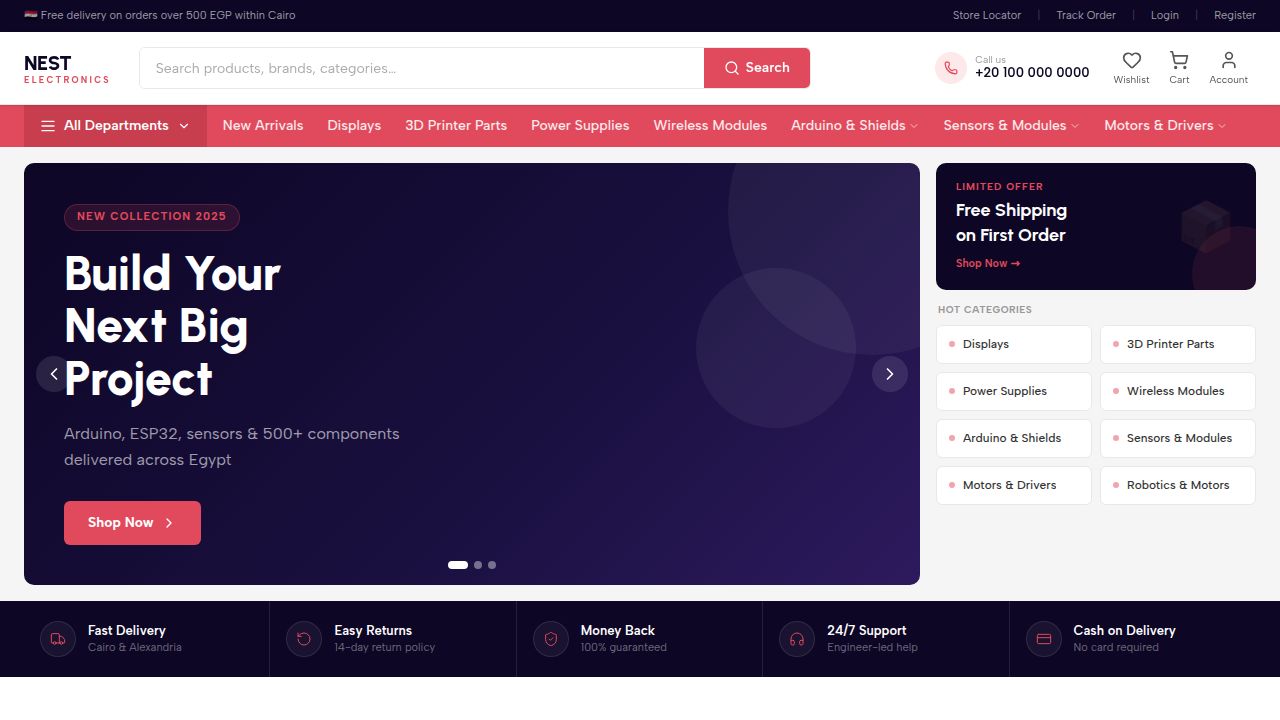 Free delivery on orders over 500 EGP within Cairo
Store Locator
Track Order
Login
Register
NEST
ELECTRONICS
Search products, brands, categories...
Search
Call us
+20 100 000 0000
Wishlist
Cart
Account
All Departments
New Arrivals
Displays
3D Printer Parts
Power Supplies
Wireless Modules
Arduino & Shields
Sensors & Modules
Motors & Drivers
NEW COLLECTION 2025
Build Your
Next Big
Project
Arduino, ESP32, sensors & 500+ components
delivered across Egypt
Shop Now
LIMITED OFFER
Free Shipping
on First Order
Shop Now →
HOT CATEGORIES
Displays
3D Printer Parts
Power Supplies
Wireless Modules
Arduino & Shields
Sensors & Modules
Motors & Drivers
Robotics & Motors
Fast Delivery
Cairo & Alexandria
Easy Returns
14-day return policy
Money Back
100% guaranteed
24/7 Support
Engineer-led help
Cash on Delivery
No card required